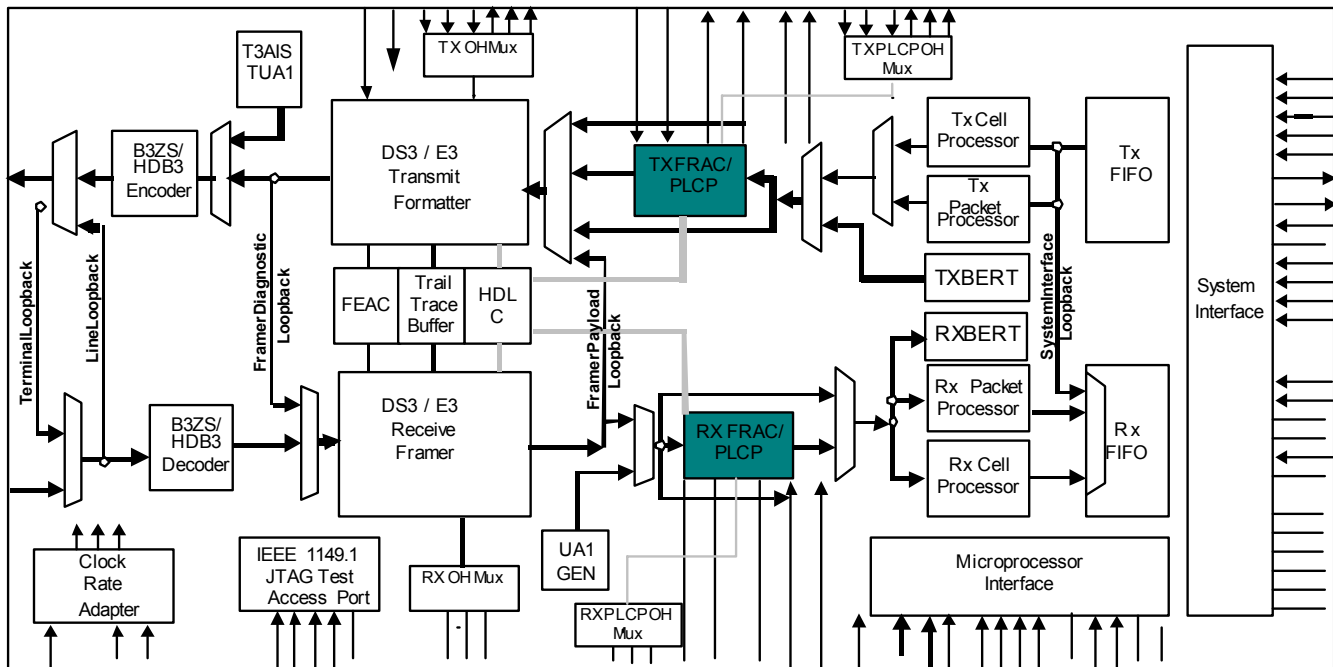 TX OHMux
TXPLCPOH
Mux
T3AIS
TUA1
B3ZS/
HDB3
Encoder
DS3 / E3
Transmit
Formatter
TXFRAC/
PLCP
Tx Cell
Processor
Tx
Packet
Processor
Tx
FIFO
TXBERT
System
Interface
TerminalLoopback
LineLoopback
FramerDiagnostic
Loopback
FEAC
Trail
Trace
Buffer
HDL
C
FramerPayload
Loopback
SystemInterface
Loopback
RXBERT
Rx Packet
Processor
Rx Cell
Processor
Rx
FIFO
B3ZS/
HDB3
Decoder
DS3 / E3
Receive
Framer
RX FRAC/
PLCP
UA1
GEN
Clock
Rate
Adapter
IEEE 1149.1
JTAG Test
Access Port
RX OH Mux
RXPLCPOH
Mux
Microprocessor
Interface